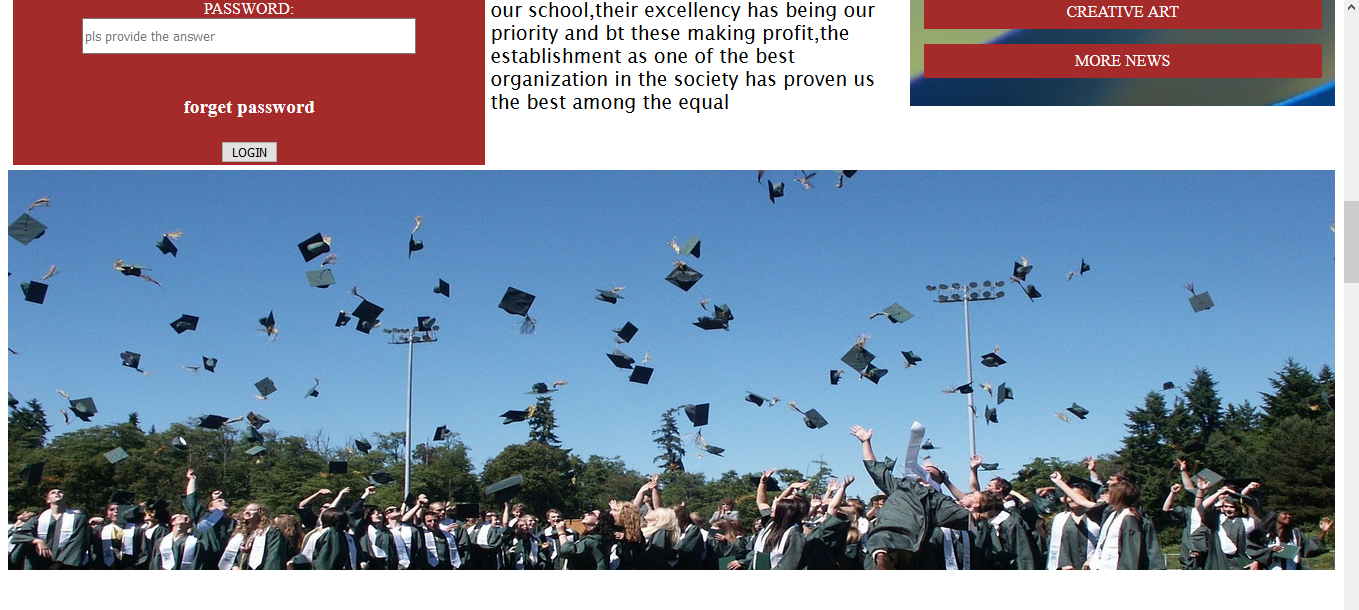 PASSWORD:
pls provide the answer
forget password
LOGIN
our school,their excellency has being our
priority and bt these making profit,the
establishment as one of the best
organization in the society has proven us
the best among the equal
CREATIVE ART
MORE NEWS